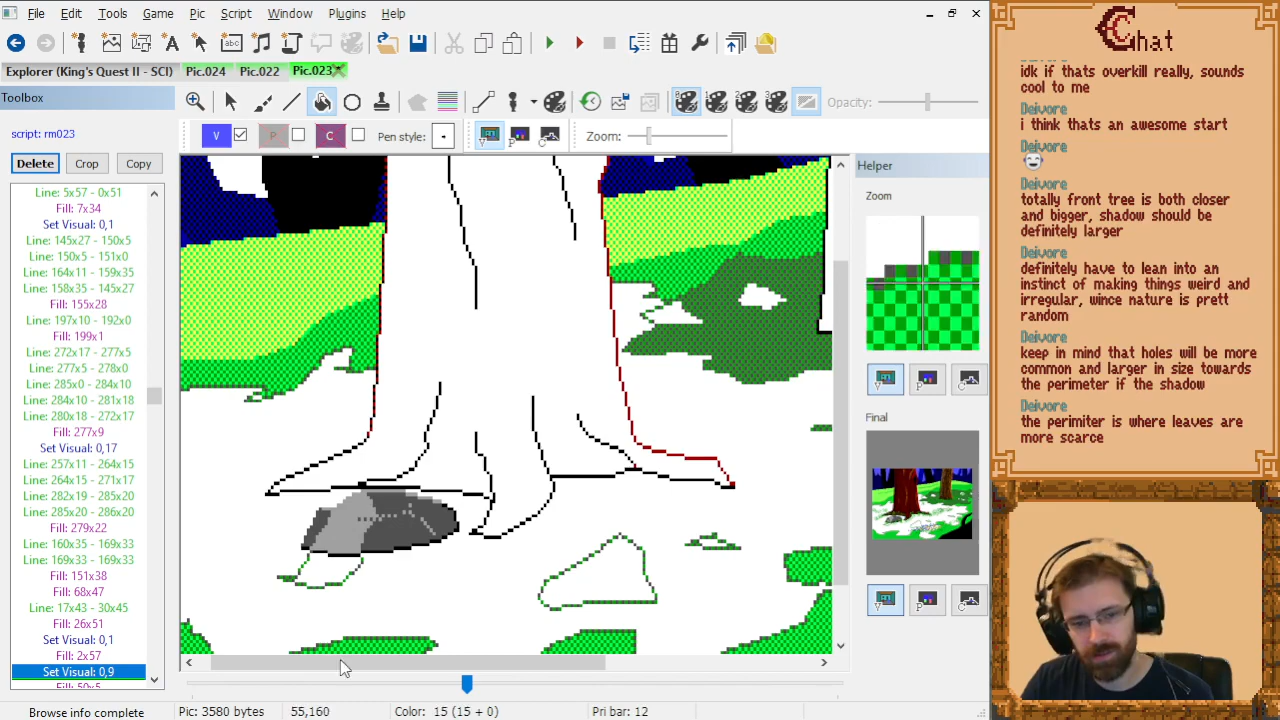 File Edit Tools Game Pic Script Window Plugins Help
Explorer (King's Quest II - SCI) Pic.024 Pic.022 Pic.023
Toolbox
Opacity:
script: rm023
V P C Pen style: V P C Zoom:
Delete Crop Copy
Line: 5x57 - 0x51
Fill: 7x34
Set Visual: 0,1
Line: 145x27 - 150x5
Line: 150x5 - 151x0
Line: 164x11 - 159x35
Line: 158x35 - 145x27
Fill: 155x28
Line: 197x10 - 192x0
Fill: 199x1
Line: 272x17 - 277x5
Line: 277x5 - 278x0
Line: 285x0 - 284x10
Line: 284x10 - 281x18
Line: 280x18 - 272x17
Fill: 277x9
Set Visual: 0,17
Line: 257x11 - 264x15
Line: 264x15 - 271x17
Line: 282x19 - 285x20
Line: 285x20 - 286x20
Fill: 279x22
Line: 160x35 - 169x33
Line: 169x33 - 169x33
Fill: 151x38
Fill: 68x47
Line: 17x43 - 30x45
Fill: 26x51
Set Visual: 0,1
Fill: 2x57
Set Visual: 0,9
Helper
Zoom
V P C
Final
V P C
Browse info complete Pic: 3580 bytes 55,160 Color: 15 (15 + 0) Pri bar: 12
Chat
idk if thats overkill really, sounds
cool to me
Deivore
i think thats an awesome start
Deivore
Deivore
totally front tree is both closer
and bigger, shadow should be
definitely larger
Deivore
definitely have to lean into an
instinct of making things weird and
irregular, wince nature is prett
random
Deivore
keep in mind that holes will be more
common and larger in size towards
the perimeter if the shadow
Deivore
the perimiter is where leaves are
more scarce